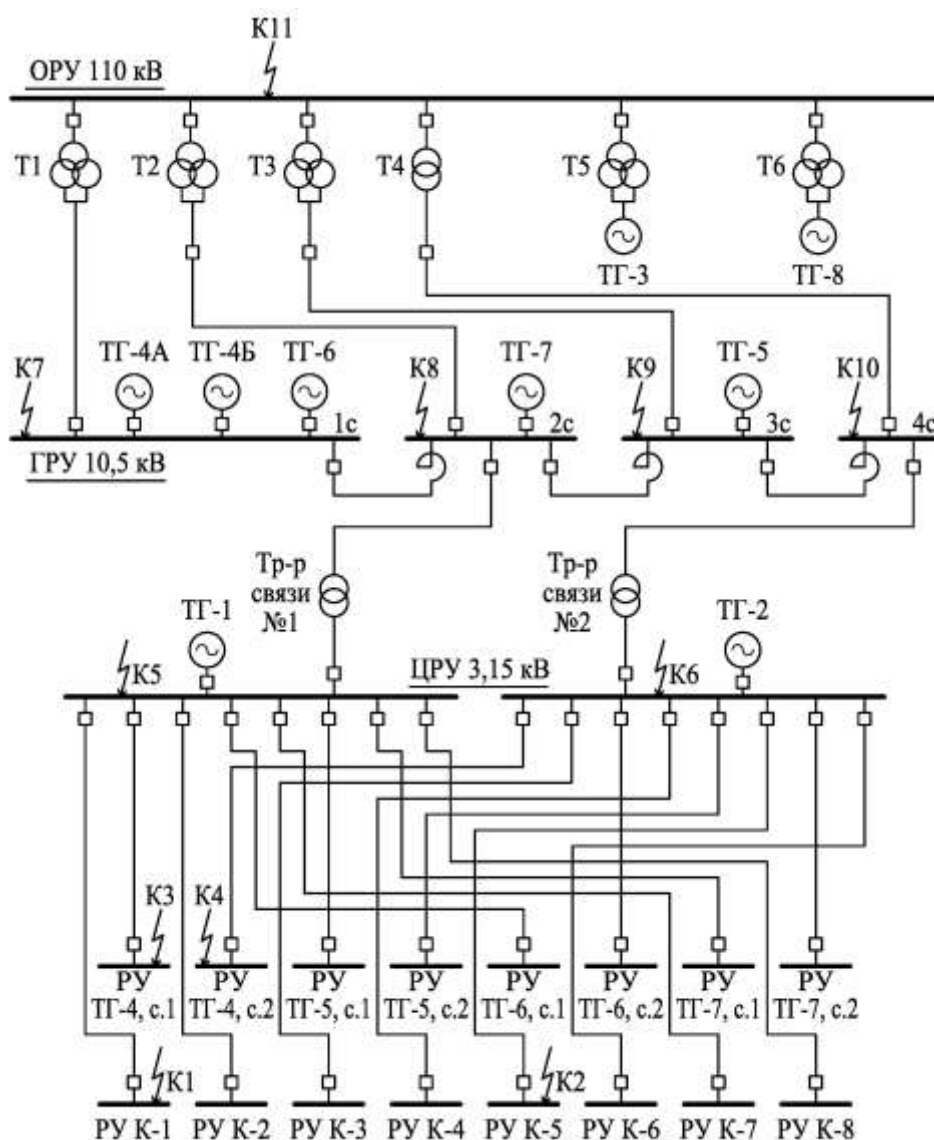 К11
ОРУ 110 кВ
Т1
Т2
Т3
Т4
Т5
Т6
ТГ-3
ТГ-8
К7
ТГ-4А
ТГ-4Б
ТГ-6
К8
ТГ-7
К9
ТГ-5
К10
1с
2с
3с
4с
ГРУ 10,5 кВ
Тр-р
связи
№1
Тр-р
связи
№2
ТГ-1
ТГ-2
К5
ЦРУ 3,15 кВ
К6
К3
К4
РУ
ТГ-4, с.1
РУ
ТГ-4, с.2
РУ
ТГ-5, с.1
РУ
ТГ-5, с.2
РУ
ТГ-6, с.1
РУ
ТГ-6, с.2
РУ
ТГ-7, с.1
РУ
ТГ-7, с.2
К1
К2
РУ К-1
РУ К-2
РУ К-3
РУ К-4
РУ К-5
РУ К-6
РУ К-7
РУ К-8